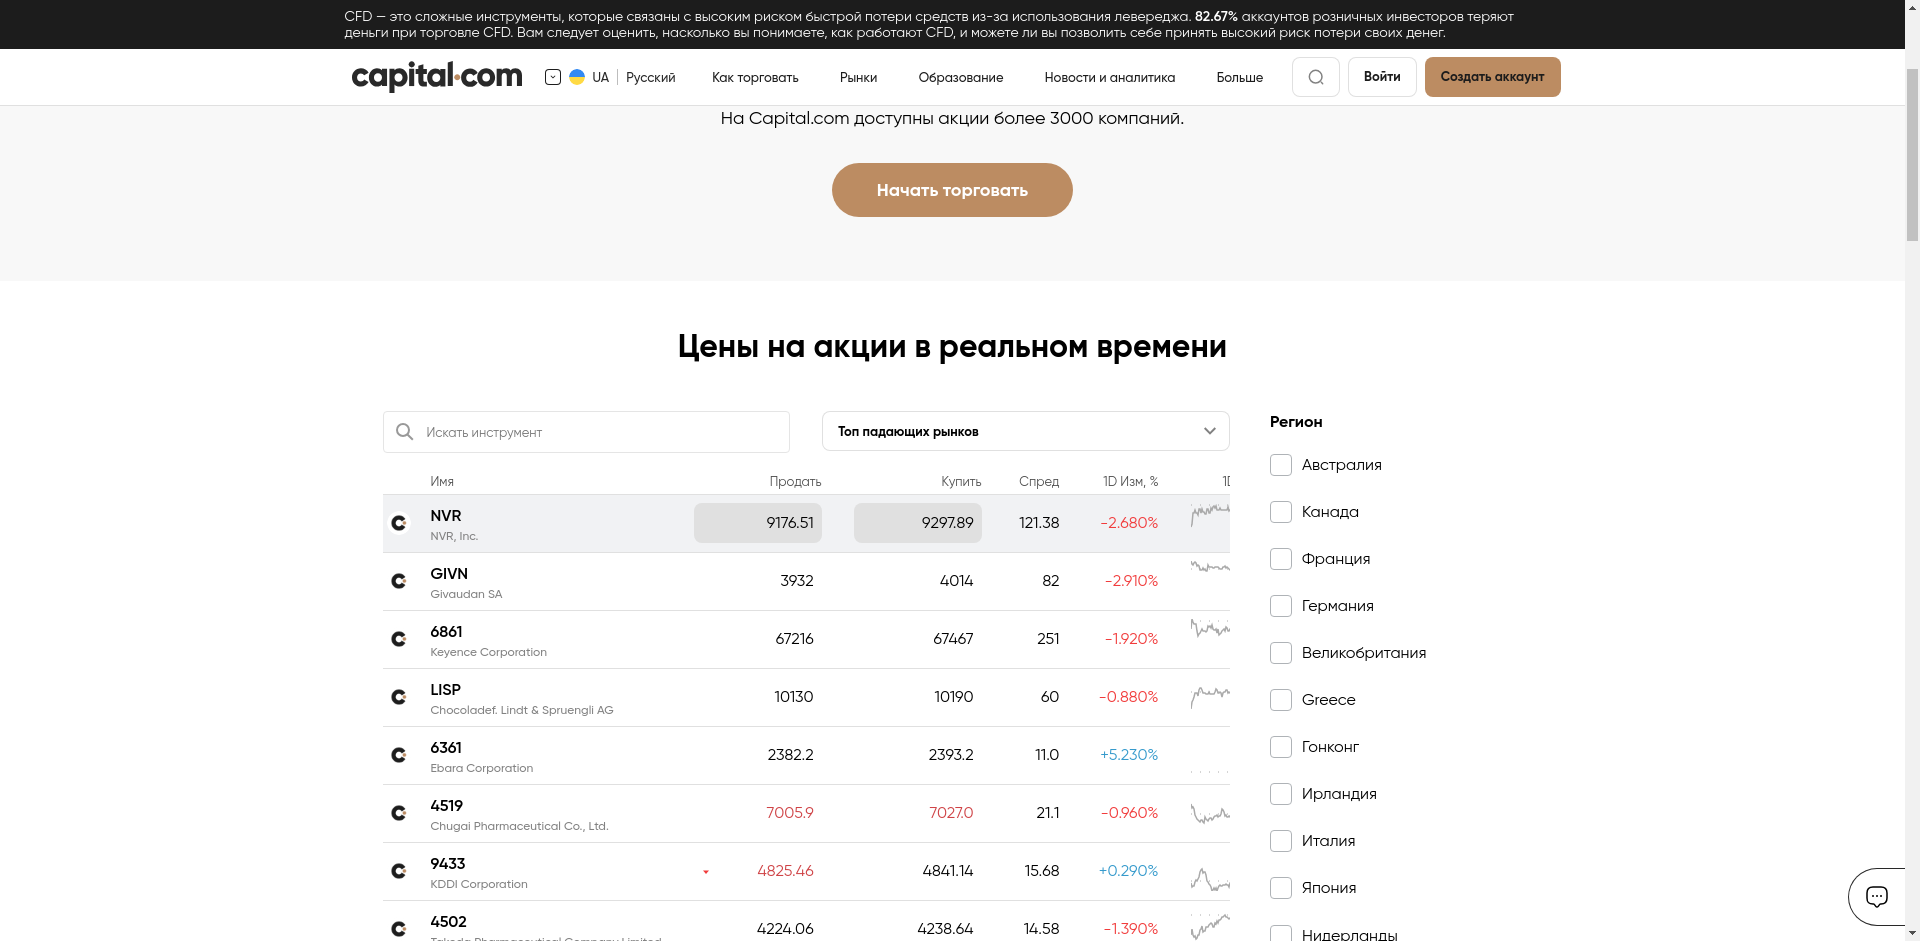 CFD — это сложные инструменты, которые связаны с высоким риском быстрой потери средств из-за использования левереджа. 82.67% аккаунтов розничных инвесторов теряют
деньги при торговле CFD. Вам следует оценить, насколько вы понимаете, как работают CFD, и можете ли вы позволить себе принять высокий риск потери своих денег.
capital.com UA Русский Как торговать Рынки Образование Новости и аналитика Больше Войти Создать аккаунт
На Capital.com доступны акции более 3000 компаний.
Начать торговать
Цены на акции в реальном времени
Искать инструмент Топ падающих рынков
Имя Продать Купить Спред 1D Изм, %
NVR 9176.51 9297.89 121.38 -2.680%
NVR, Inc.
GIVN 3932 4014 82 -2.910%
Givaudan SA
6861 67216 67467 251 -1.920%
Keyence Corporation
LISP 10130 10190 60 -0.880%
Chocoladef. Lindt & Spruengli AG
6361 2382.2 2393.2 11.0 +5.230%
Ebara Corporation
4519 7005.9 7027.0 21.1 -0.960%
Chugai Pharmaceutical Co., Ltd.
9433 4825.46 4841.14 15.68 +0.290%
KDDI Corporation
4502 4224.06 4238.64 14.58 -1.390%
Takeda Pharmaceutical Company Limited
Регион
Австралия
Канада
Франция
Германия
Великобритания
Greece
Гонконг
Ирландия
Италия
Япония
Нидерланды